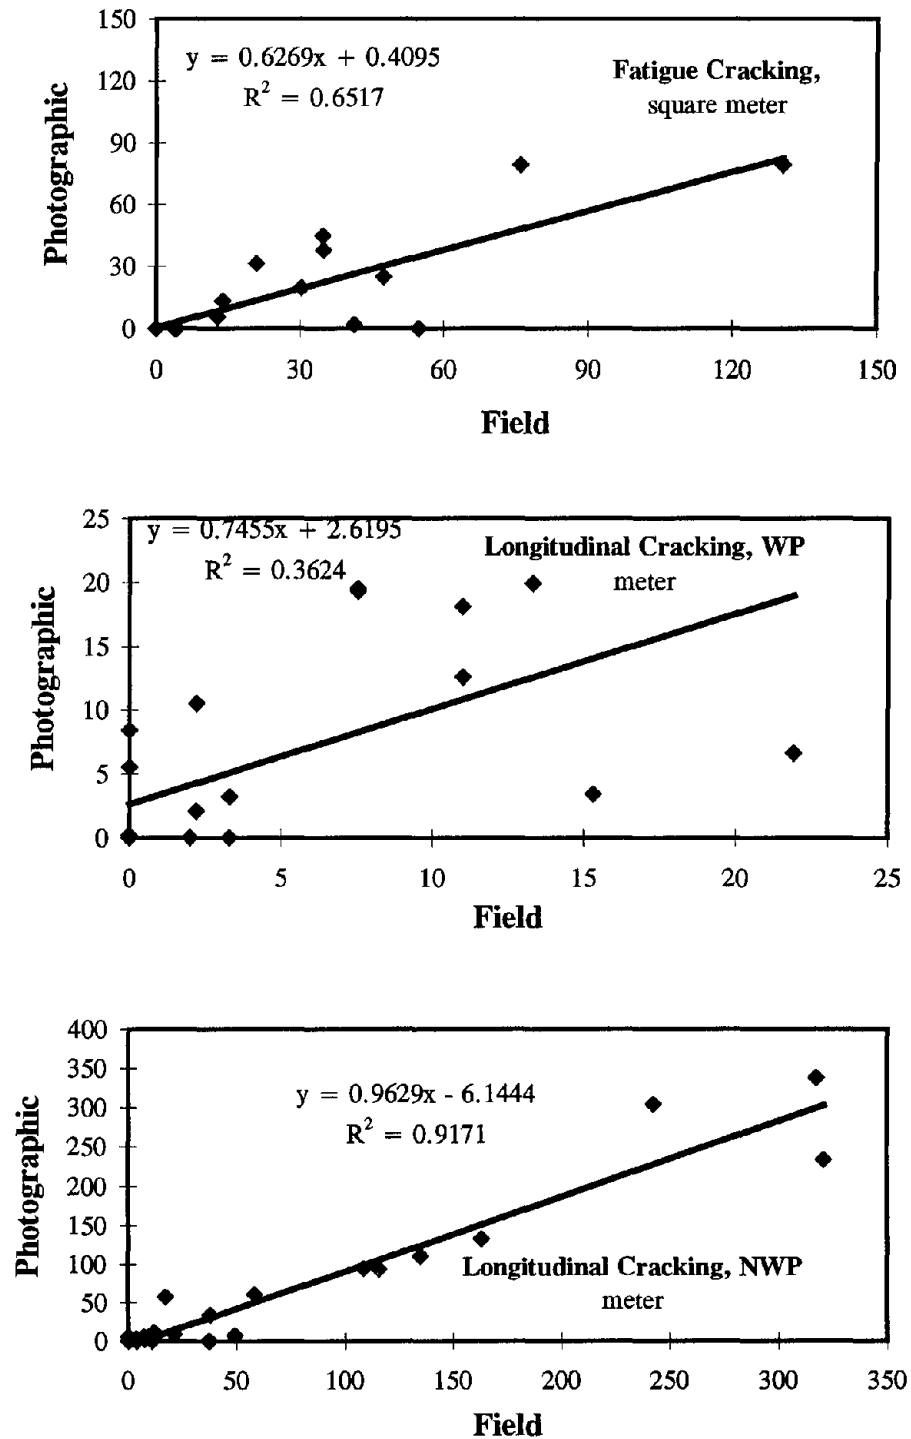 150
120
90
60
30
0
Photographic
y = 0.6269x + 0.4095
R² = 0.6517
Fatigue Cracking,
square meter
0 30 60 90 120 150
Field
25
20
15
10
5
0
Photographic
y = 0.7455x + 2.6195
R² = 0.3624
Longitudinal Cracking, WP
meter
0 5 10 15 20 25
Field
400
350
300
250
200
150
100
50
0
Photographic
y = 0.9629x - 6.1444
R² = 0.9171
Longitudinal Cracking, NWP
meter
0 50 100 150 200 250 300 350
Field